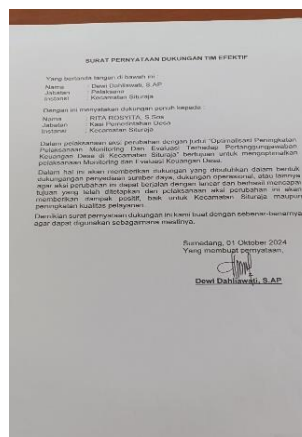 SURAT PERNYATAAN DUKUNGAN TIM EFEKTIF
Yang bertanda tangan di bawah ini :
Nama : Dewi Dahliawati, S.AP
Jabatan : Pelaksana
Instansi : Kecamatan Situraja
Dengan ini menyatakan dukungan penuh kepada :
Nama : RITA ROSYITA, S.Sos
Jabatan : Kasi Pemerintahan Desa
Instansi : Kecamatan Situraja
Dalam pelaksanaan aksi perubahan dengan judul "Optimalisasi Peningkatan
Pelaksanaan Monitoring Dan Evaluasi Terhadap Pertanggungjawaban
Keuangan Desa di Kecamatan Situraja" bertujuan untuk mengoptimalkan
pelaksanaan Monitoring dan Evaluasi Keuangan Desa.
Dalam hal ini akan memberikan dukungan yang dibutuhkan dalam bentuk
dukungangan penyediaan sumber daya, dukungan operasional, atau lainnya
agar aksi perubahan ini dapat berjalan dengan lancar dan berhasil mencapai
tujuan yang telah ditetapkan dan pelaksanaan aksi perubahan ini akan
memberikan dampak positif, baik untuk Kecamatan Situraja maupun
peningkatan kualitas pelayanan.
Demikian surat pernyataan dukungan ini kami buat dengan sebenar-benarnya
agar dapat digunakan sebagaimana mestinya.
Sumedang, 01 Oktober 2024
Yang membuat pernyataan,
Dewi Dahliawati, S.AP